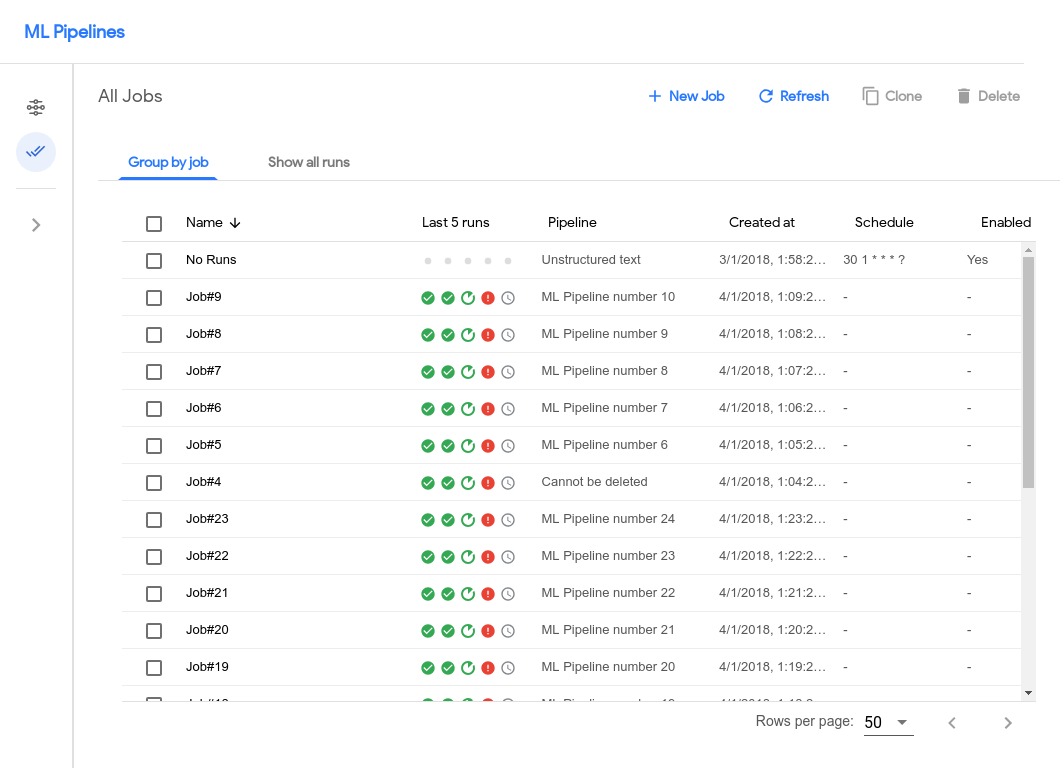 ML Pipelines
All Jobs
New Job Refresh Clone Delete
Group by job Show all runs
Name Last 5 runs Pipeline Created at Schedule Enabled
No Runs Unstructured text 3/1/2018, 1:58:2... 30 1 * * * ? Yes
Job#9 ML Pipeline number 10 4/1/2018, 1:09:2... - -
Job#8 ML Pipeline number 9 4/1/2018, 1:08:2... - -
Job#7 ML Pipeline number 8 4/1/2018, 1:07:2... - -
Job#6 ML Pipeline number 7 4/1/2018, 1:06:2... - -
Job#5 ML Pipeline number 6 4/1/2018, 1:05:2... - -
Job#4 Cannot be deleted 4/1/2018, 1:04:2... - -
Job#23 ML Pipeline number 24 4/1/2018, 1:23:2... - -
Job#22 ML Pipeline number 23 4/1/2018, 1:22:2... - -
Job#21 ML Pipeline number 22 4/1/2018, 1:21:2... - -
Job#20 ML Pipeline number 21 4/1/2018, 1:20:2... - -
Job#19 ML Pipeline number 20 4/1/2018, 1:19:2... - -
Rows per page: 50